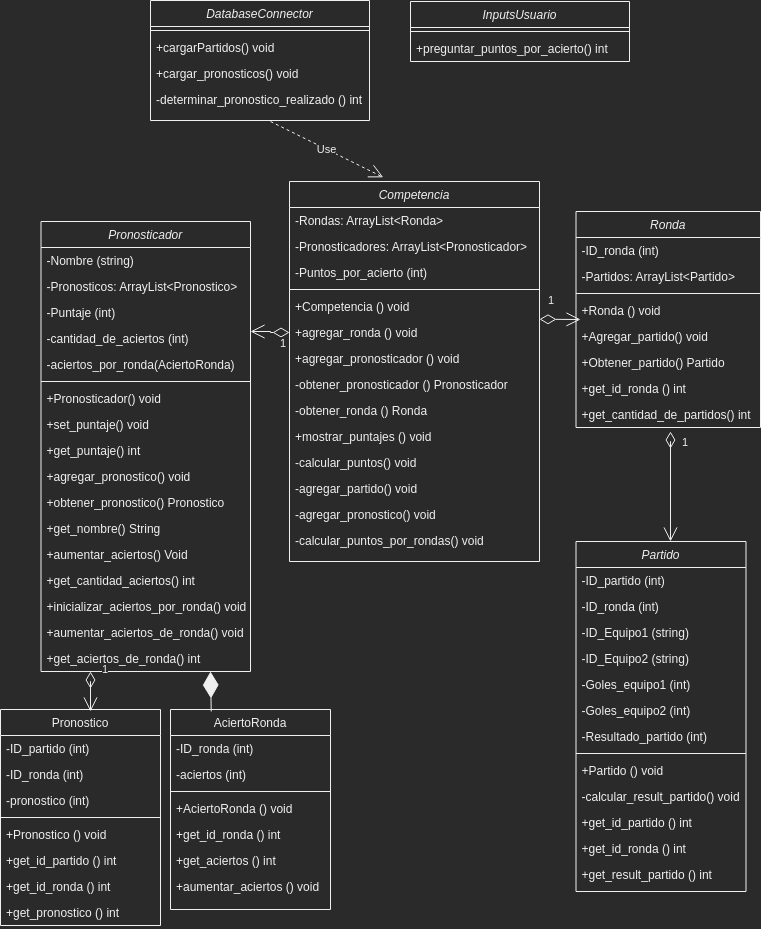 DatabaseConnector
+cargarPartidos() void
+cargar_pronosticos() void
-determinar_pronostico_realizado () int
InputsUsuario
+preguntar_puntos_por_acierto() int
Use
Competencia
-Rondas: ArrayList<Ronda>
-Pronosticadores: ArrayList<Pronosticador>
-Puntos_por_acierto (int)
+Competencia () void
+agregar_ronda () void
+agregar_pronosticador () void
-obtener_pronosticador () Pronosticador
-obtener_ronda () Ronda
+mostrar_puntajes () void
-calcular_puntos() void
-agregar_partido() void
-agregar_pronostico() void
-calcular_puntos_por_rondas() void
Pronosticador
-Nombre (string)
-Pronosticos: ArrayList<Pronostico>
-Puntaje (int)
-cantidad_de_aciertos (int)
-aciertos_por_ronda(AciertoRonda)
+Pronosticador() void
+set_puntaje() void
+get_puntaje() int
+agregar_pronostico() void
+obtener_pronostico() Pronostico
+get_nombre() String
+aumentar_aciertos() Void
+get_cantidad_aciertos() int
+inicializar_aciertos_por_ronda() void
+aumentar_aciertos_de_ronda() void
+get_aciertos_de_ronda() int
1
1
Ronda
-ID_ronda (int)
-Partidos: ArrayList<Partido>
+Ronda () void
+Agregar_partido() void
+Obtener_partido() Partido
+get_id_ronda () int
+get_cantidad_de_partidos() int
1
Partido
-ID_partido (int)
-ID_ronda (int)
-ID_Equipo1 (string)
-ID_Equipo2 (string)
-Goles_equipo1 (int)
-Goles_equipo2 (int)
-Resultado_partido (int)
+Partido () void
-calcular_result_partido() void
+get_id_partido () int
+get_id_ronda () int
+get_result_partido () int
1
Pronostico
-ID_partido (int)
-ID_ronda (int)
-pronostico (int)
+Pronostico () void
+get_id_partido () int
+get_id_ronda () int
+get_pronostico () int
AciertoRonda
-ID_ronda (int)
-aciertos (int)
+AciertoRonda () void
+get_id_ronda () int
+get_aciertos () int
+aumentar_aciertos () void